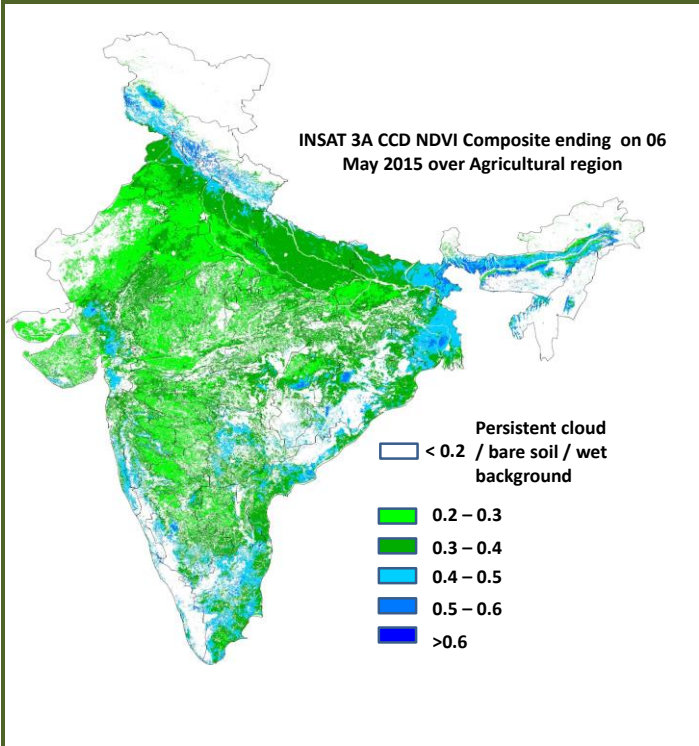 INSAT 3A CCD NDVI Composite ending on 06
May 2015 over Agricultural region
Persistent cloud
< 0.2 / bare soil / wet
background
0.2 – 0.3
0.3 – 0.4
0.4 – 0.5
0.5 – 0.6
>0.6